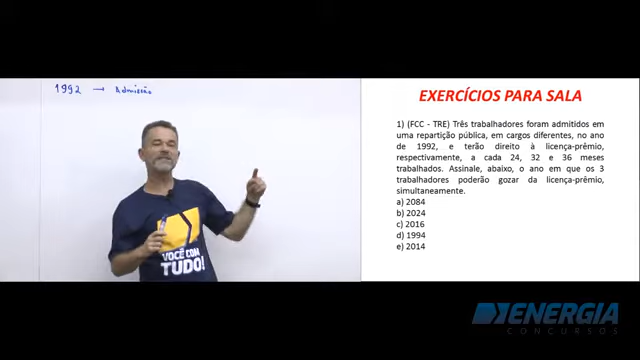 1992 → Admissão
EXERCÍCIOS PARA SALA
1) (FCC - TRE) Três trabalhadores foram admitidos em
uma repartição pública, em cargos diferentes, no ano
de 1992, e terão direito à licença-prêmio,
respectivamente, a cada 24, 32 e 36 meses
trabalhados. Assinale, abaixo, o ano em que os 3
trabalhadores poderão gozar da licença-prêmio,
simultaneamente.
a) 2084
b) 2024
c) 2016
d) 1994
e) 2014
VOCÊ COM
TUDO!
ENERGIA
CONCURSOS